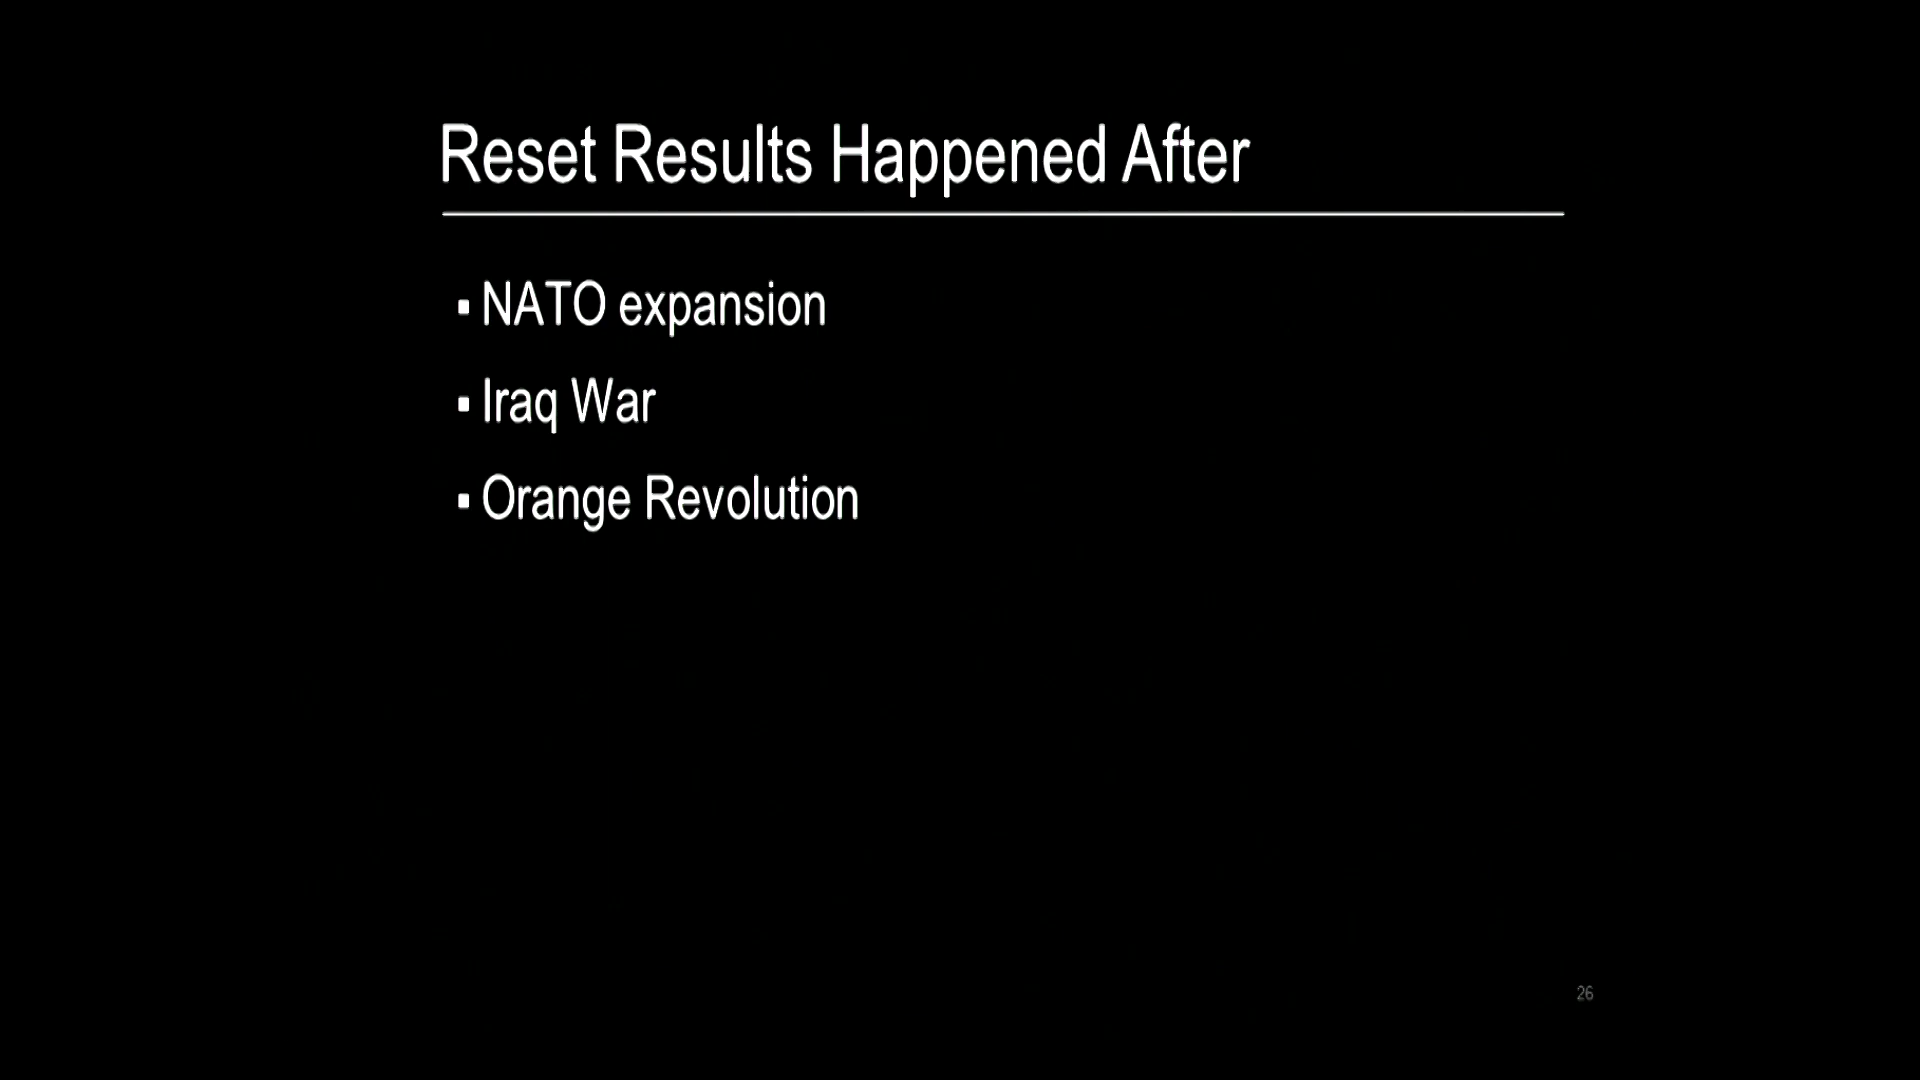 Reset Results Happened After
▪ NATO expansion
▪ Iraq War
▪ Orange Revolution
26